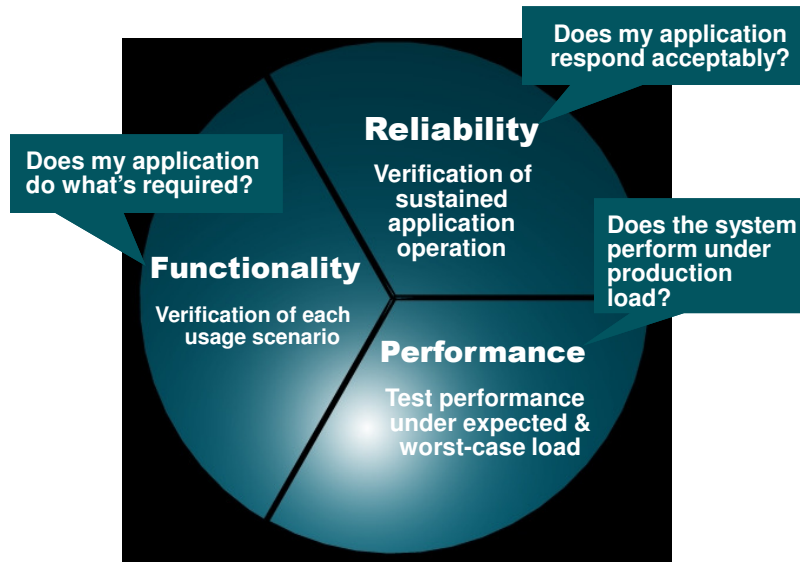 Does my application
respond acceptably?
Reliability
Verification of
sustained
application
operation
Does my application
do what's required?
Functionality
Verification of each
usage scenario
Does the system
perform under
production
load?
Performance
Test performance
under expected &
worst-case load